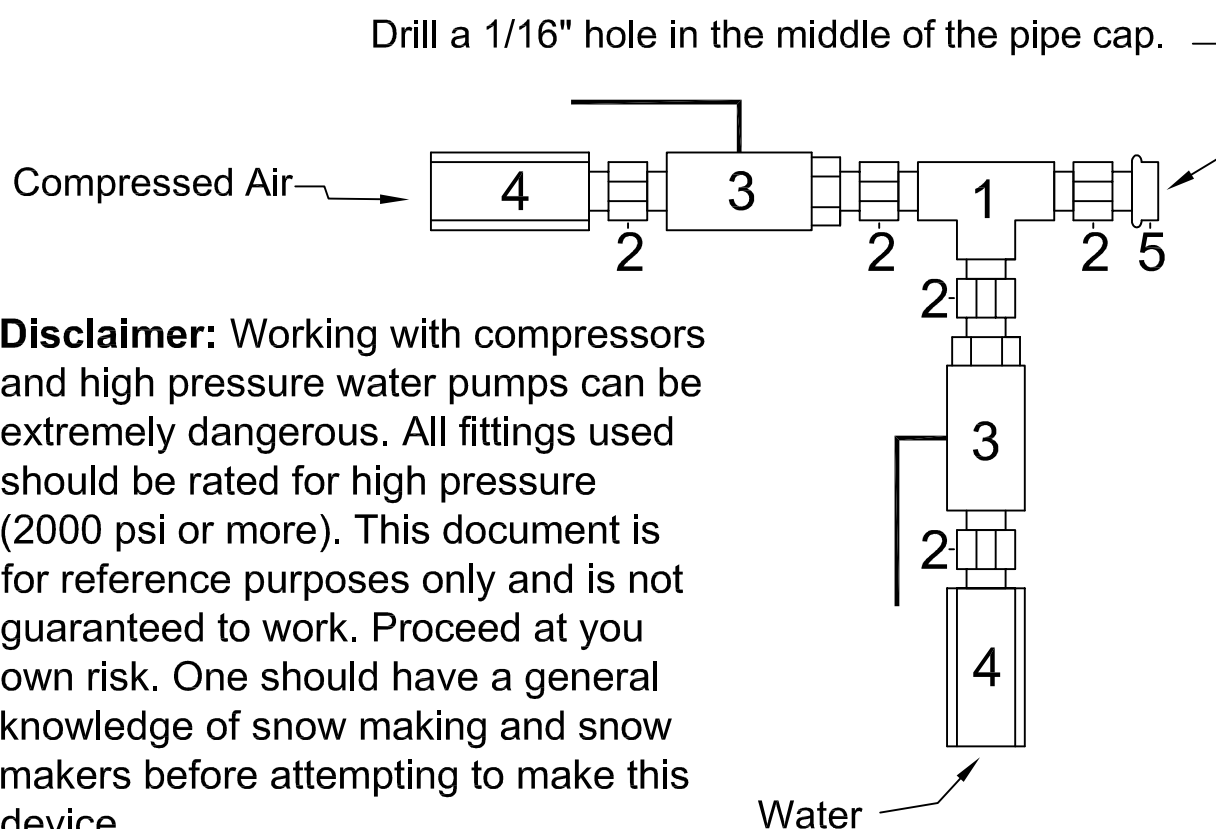 Drill a 1/16" hole in the middle of the pipe cap.
Compressed Air
4
3
1
2
2
2
5
2
Disclaimer: Working with compressors
and high pressure water pumps can be
extremely dangerous. All fittings used
should be rated for high pressure
(2000 psi or more). This document is
for reference purposes only and is not
guaranteed to work. Proceed at you
own risk. One should have a general
knowledge of snow making and snow
makers before attempting to make this
device
3
2
4
Water